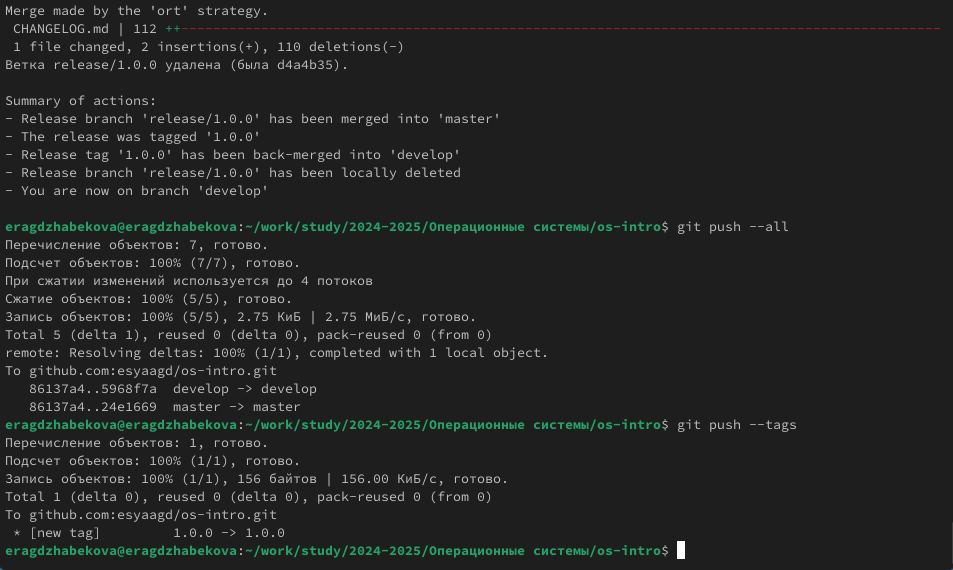 Merge made by the 'ort' strategy.
 CHANGELOG.md | 112 ++-----------------------------------------------------------------------------------------------
 1 file changed, 2 insertions(+), 110 deletions(-)
Ветка release/1.0.0 удалена (была d4a4b35).

Summary of actions:
- Release branch 'release/1.0.0' has been merged into 'master'
- The release was tagged '1.0.0'
- Release tag '1.0.0' has been back-merged into 'develop'
- Release branch 'release/1.0.0' has been locally deleted
- You are now on branch 'develop'

eragdzhabekova@eragdzhabekova:~/work/study/2024-2025/Операционные системы/os-intro$ git push --all
Перечисление объектов: 7, готово.
Подсчет объектов: 100% (7/7), готово.
При сжатии изменений используется до 4 потоков
Сжатие объектов: 100% (5/5), готово.
Запись объектов: 100% (5/5), 2.75 КиБ | 2.75 МиБ/с, готово.
Total 5 (delta 1), reused 0 (delta 0), pack-reused 0 (from 0)
remote: Resolving deltas: 100% (1/1), completed with 1 local object.
To github.com:esyaagd/os-intro.git
   86137a4..5968f7a  develop -> develop
   86137a4..24e1669  master -> master
eragdzhabekova@eragdzhabekova:~/work/study/2024-2025/Операционные системы/os-intro$ git push --tags
Перечисление объектов: 1, готово.
Подсчет объектов: 100% (1/1), готово.
Запись объектов: 100% (1/1), 156 байтов | 156.00 КиБ/с, готово.
Total 1 (delta 0), reused 0 (delta 0), pack-reused 0 (from 0)
To github.com:esyaagd/os-intro.git
 * [new tag]         1.0.0 -> 1.0.0
eragdzhabekova@eragdzhabekova:~/work/study/2024-2025/Операционные системы/os-intro$